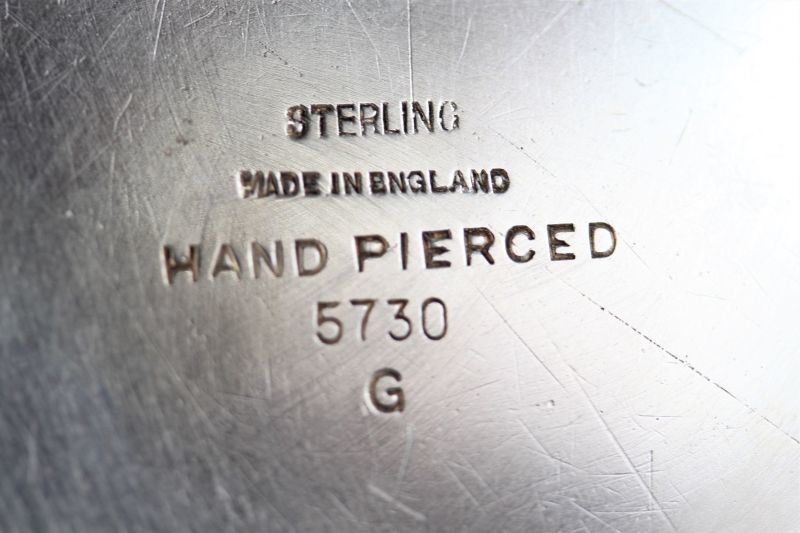 STERLING
MADE IN ENGLAND
HAND PIERCED
5730
G